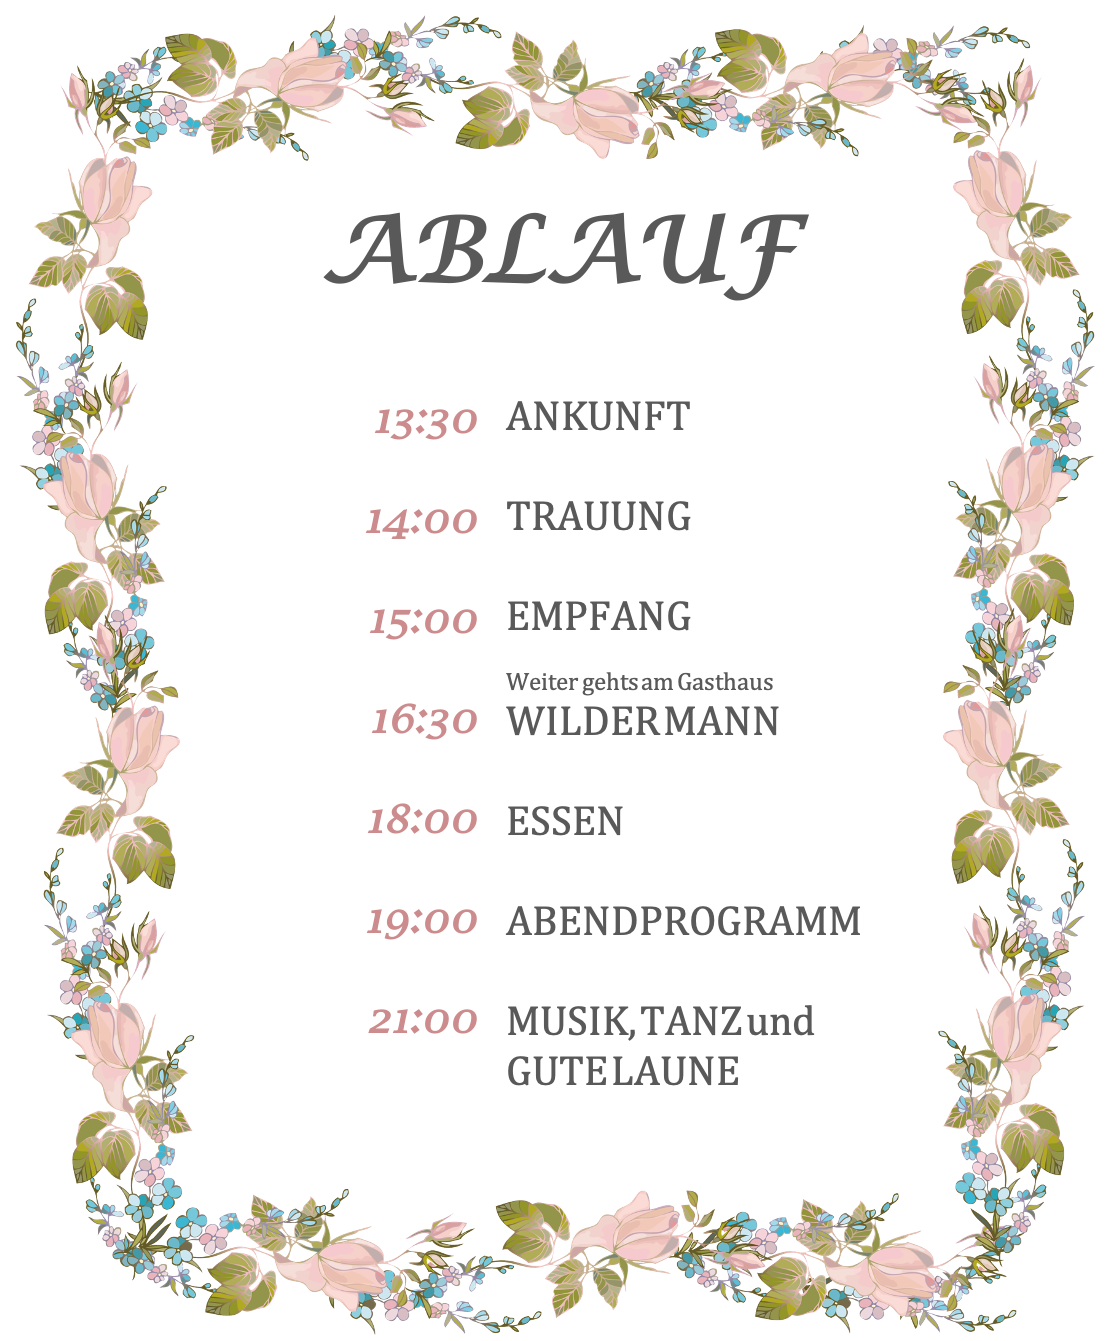 ABLAUF
13:30 ANKUNFT
14:00 TRAUUNG
15:00 EMPFANG
Weiter gehts am Gasthaus
16:30 WILDERMANN
18:00 ESSEN
19:00 ABENDPROGRAMM
21:00 MUSIK, TANZ und
GUTE LAUNE